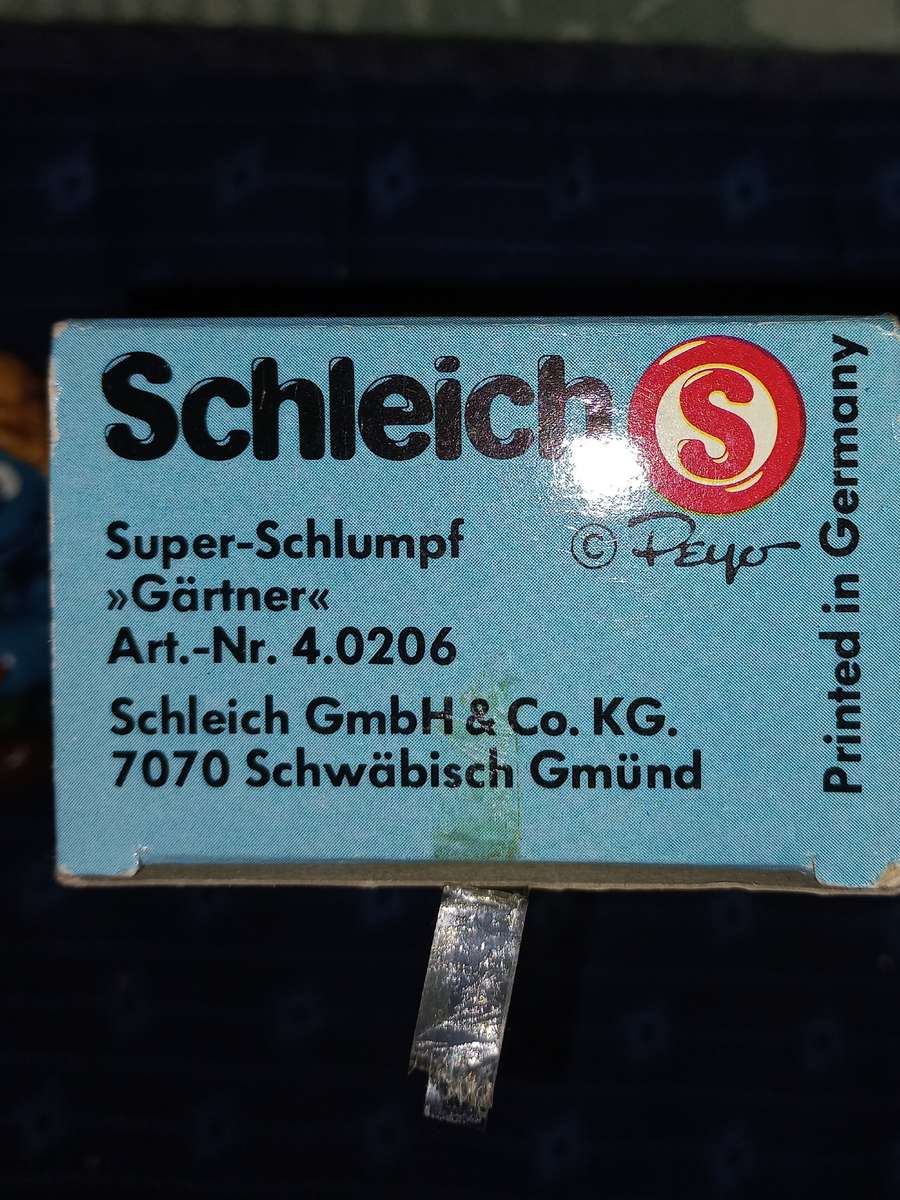 Schleich S
© Peyo
Super-Schlumpf
»Gärtner«
Art.-Nr. 4.0206
Schleich GmbH & Co. KG.
7070 Schwäbisch Gmünd
Printed in Germany